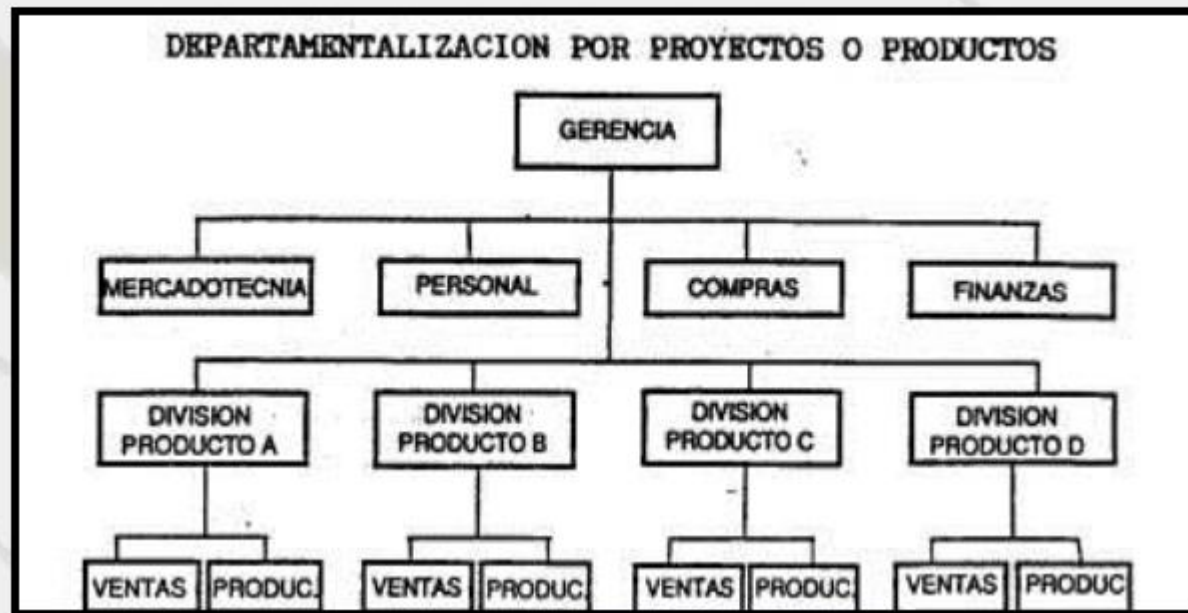 DEPARTAMENTALIZACION POR PROYECTOS O PRODUCTOS
GERENCIA
MERCADOTECNIA
PERSONAL
COMPRAS
FINANZAS
DIVISION
PRODUCTO A
DIVISION
PRODUCTO B
DIVISION
PRODUCTO C
DIVISION
PRODUCTO D
VENTAS
PRODUC.
VENTAS
PRODUC.
VENTAS
PRODUC.
VENTAS
PRODUC